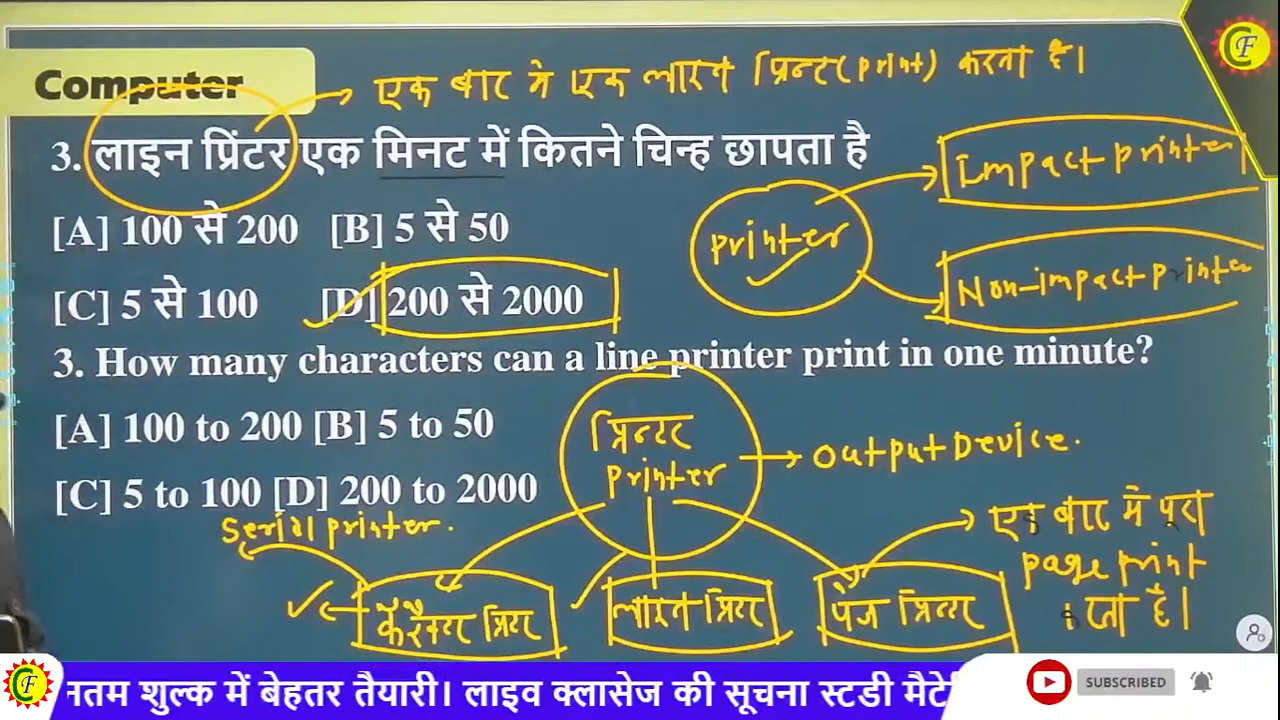 Computer
एक बार में एक लाइन प्रिन्ट(print) करता है।
3. लाइन प्रिंटर एक मिनट में कितने चिन्ह छापता है
Impact printer
[A] 100 से 200 [B] 5 से 50
printer
Non-impact printer
[C] 5 से 100 [D] 200 से 2000
3. How many characters can a line printer print in one minute?
[A] 100 to 200 [B] 5 to 50
प्रिन्टर
printer
output Device.
[C] 5 to 100 [D] 200 to 2000
Serial printer.
एक बार में पूरा
page print
करता है।
कैरेक्टर प्रिंटर
लाइन प्रिंटर
पेज प्रिन्टर
नतम शुल्क में बेहतर तैयारी। लाइव क्लासेज की सूचना स्टडी
SUBSCRIBED